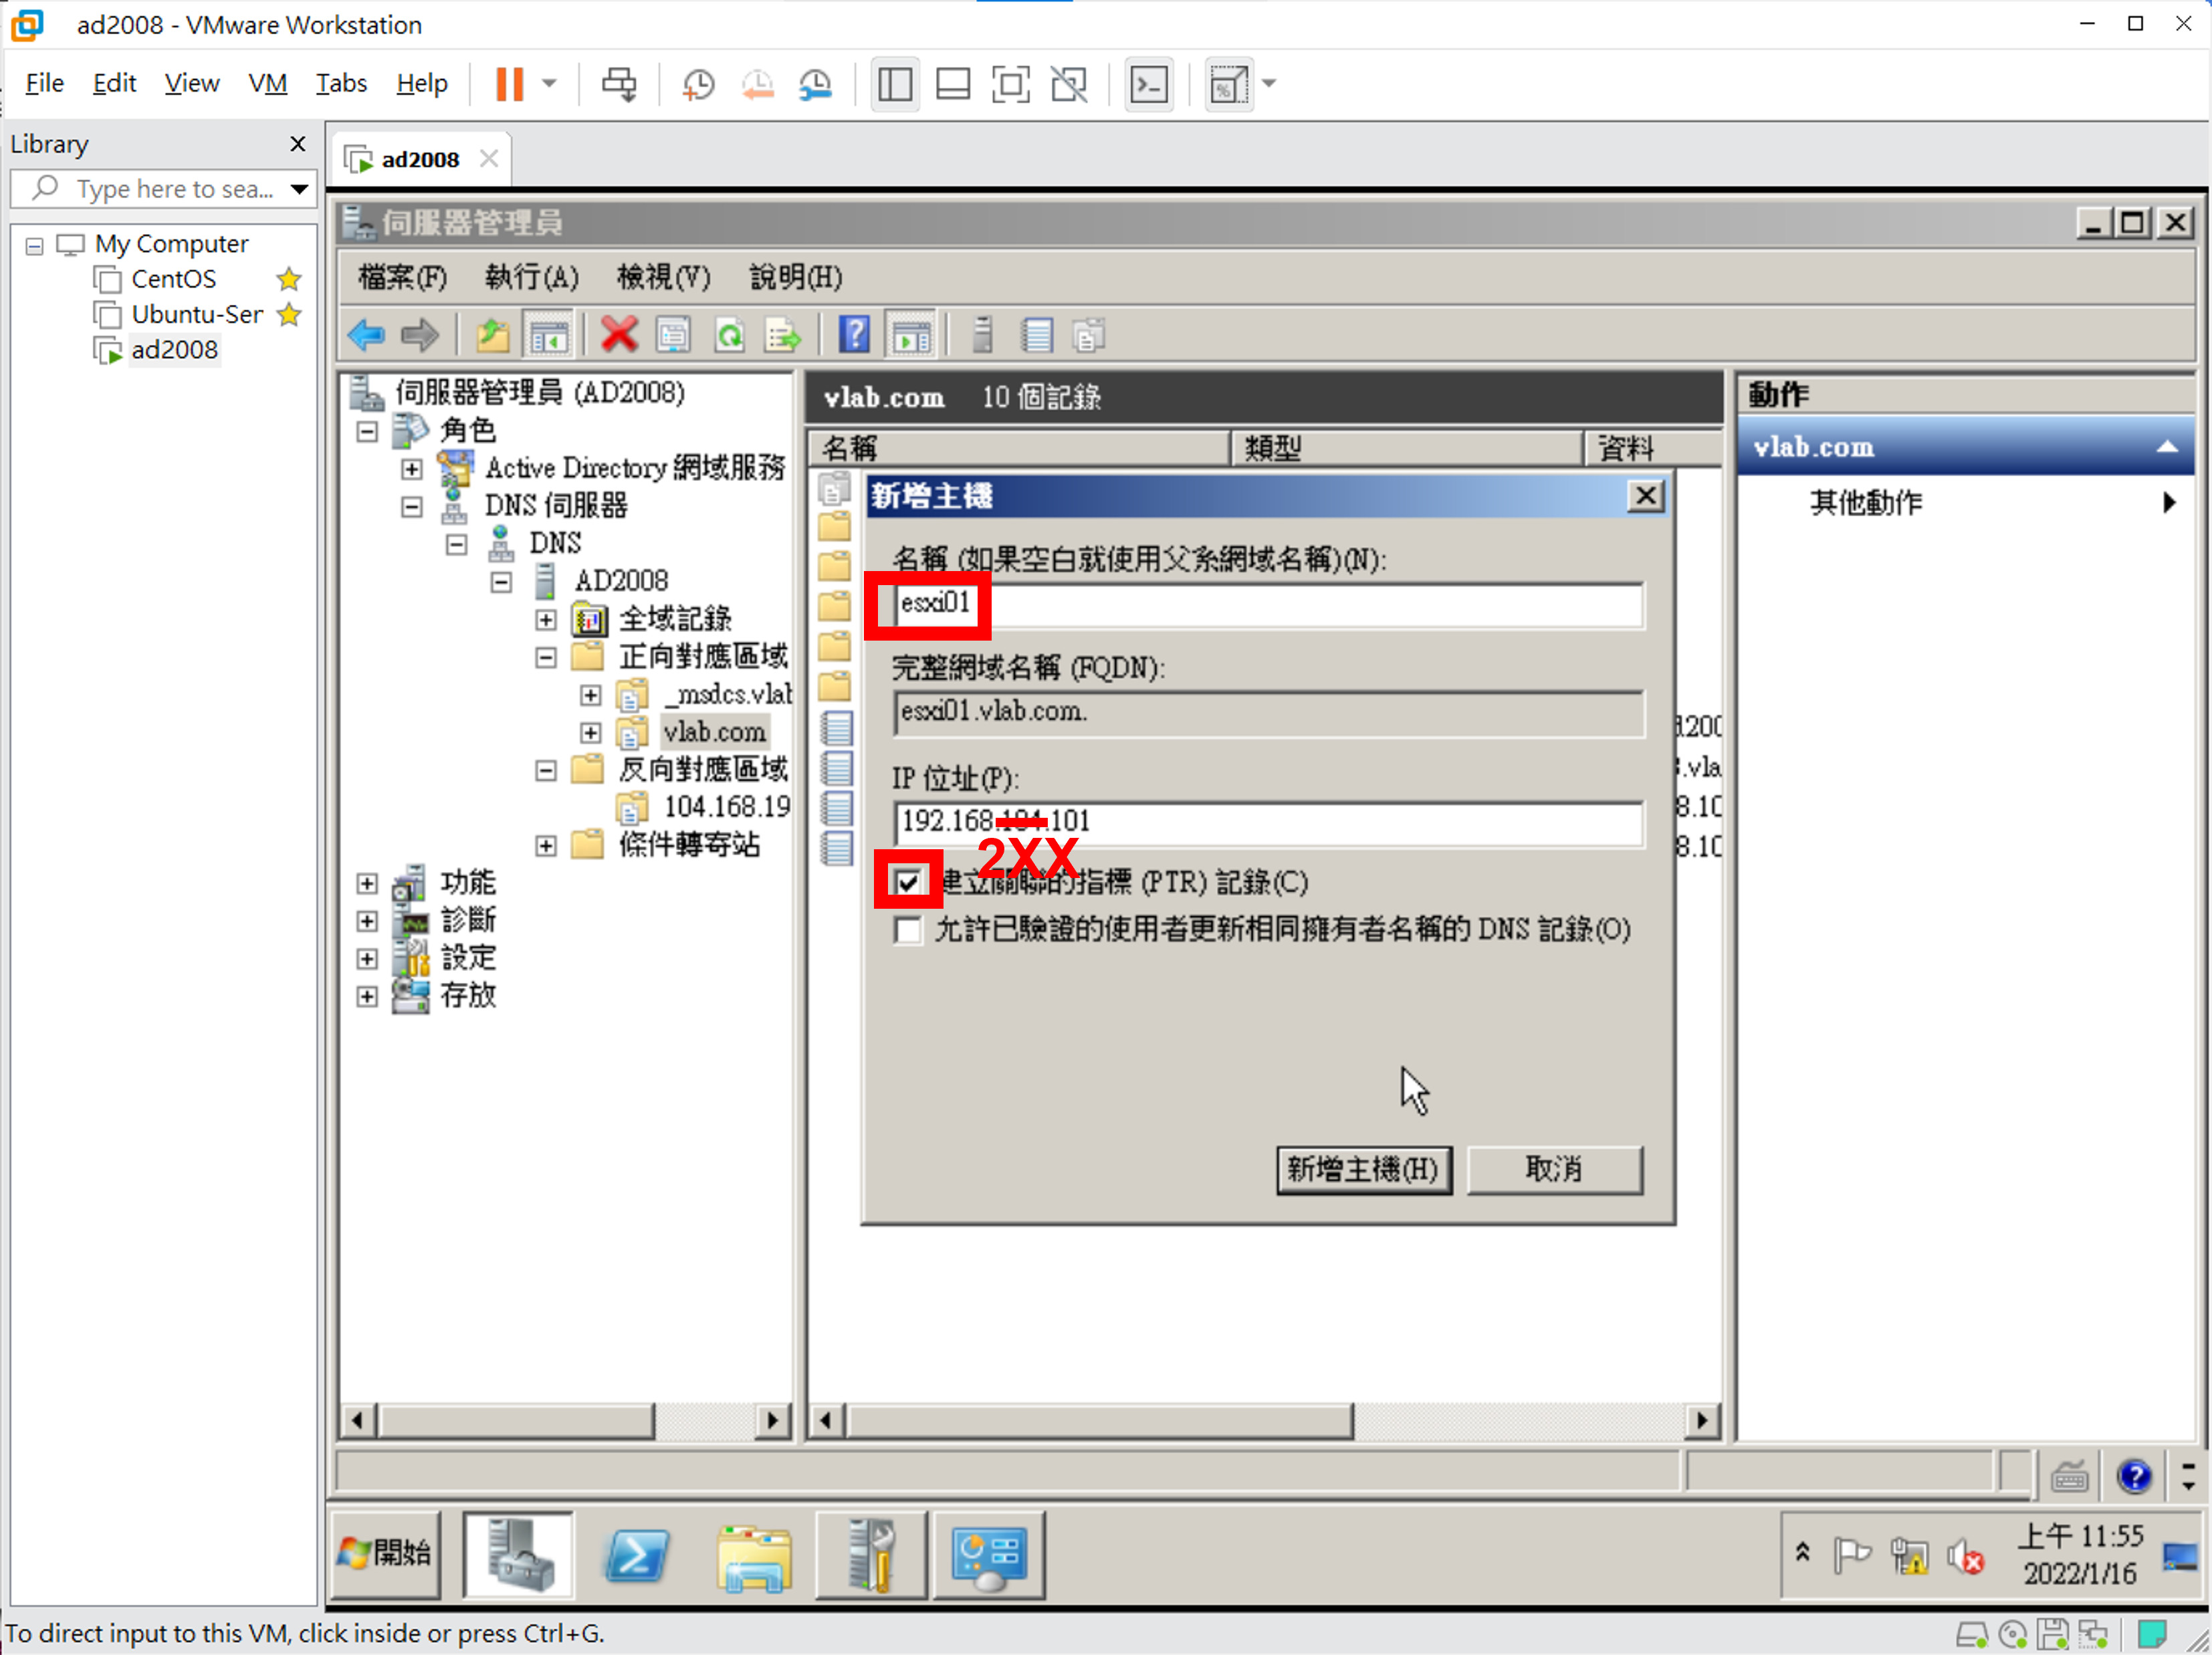 ad2008 - VMware Workstation
File Edit View VM Tabs Help
Library
Type here to sea...
My Computer
CentOS
Ubuntu-Ser
ad2008
ad2008
伺服器管理員
檔案(F) 執行(A) 檢視(V) 說明(H)
伺服器管理員 (AD2008)
角色
Active Directory 網域服務
DNS 伺服器
DNS
AD2008
全域記錄
正向對應區域
_msdcs.vlab
vlab.com
反向對應區域
104.168.19
條件轉寄站
功能
診斷
設定
存放
vlab.com 10 個記錄
名稱 類型 資料
新增主機
名稱 (如果空白就使用父系網域名稱)(N):
esxi01
完整網域名稱 (FQDN):
esxi01.vlab.com.
IP 位址(P):
192.168.104.101
2XX
建立關聯的指標 (PTR) 記錄(C)
允許已驗證的使用者更新相同擁有者名稱的 DNS 記錄(O)
新增主機(H) 取消
d200
.vla
8.10
8.10
動作
vlab.com
其他動作
開始
上午 11:55
2022/1/16
To direct input to this VM, click inside or press Ctrl+G.